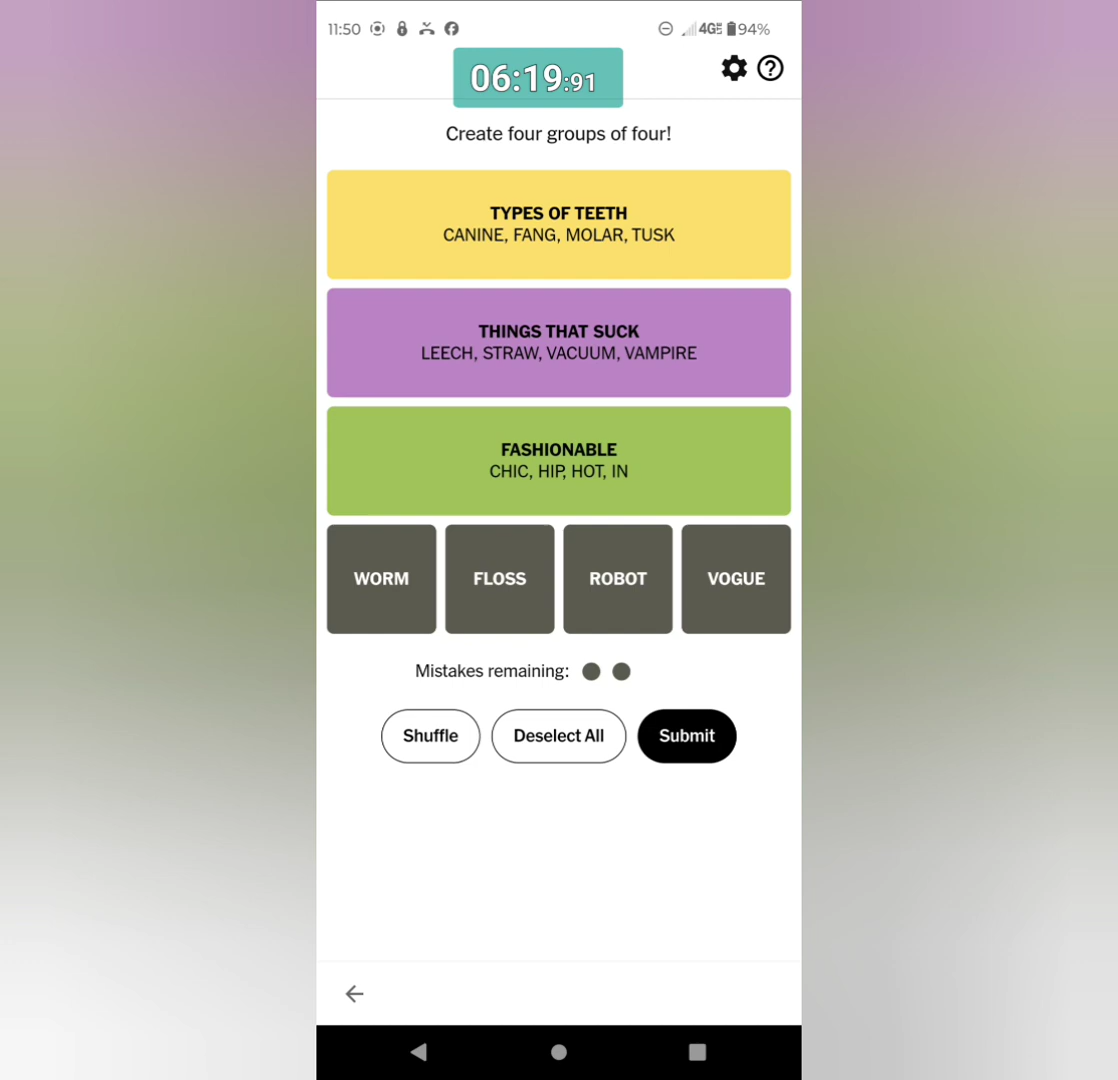 11:50 4G 94%
06:19:91
Create four groups of four!
TYPES OF TEETH
CANINE, FANG, MOLAR, TUSK
THINGS THAT SUCK
LEECH, STRAW, VACUUM, VAMPIRE
FASHIONABLE
CHIC, HIP, HOT, IN
WORM FLOSS ROBOT VOGUE
Mistakes remaining:
Shuffle Deselect All Submit